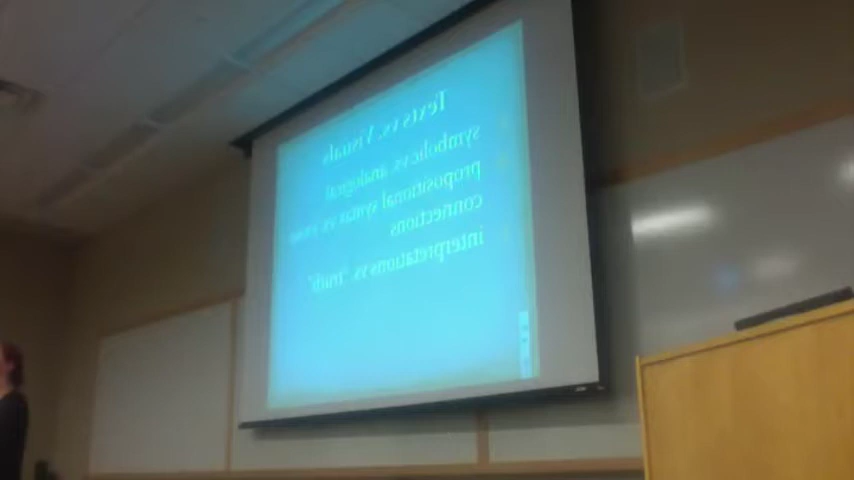 Texts vs. Visuals
symbolic vs. analogical
propositional syntax vs.
connections
interpretations vs. "truth"